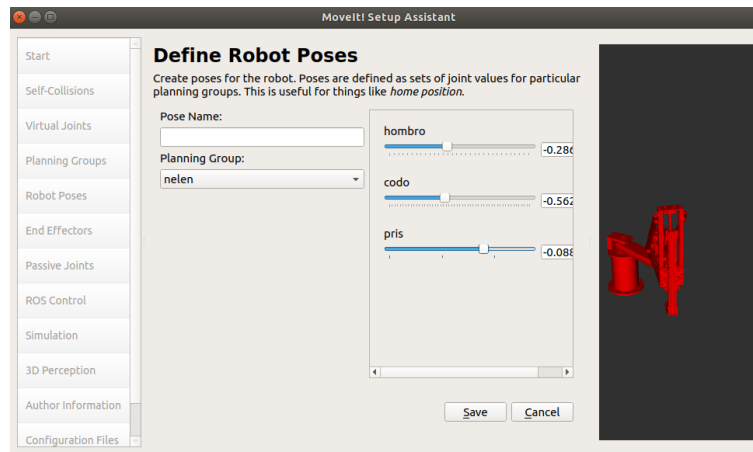 MoveIt! Setup Assistant
Start
Self-Collisions
Virtual Joints
Planning Groups
Robot Poses
End Effectors
Passive Joints
ROS Control
Simulation
3D Perception
Author Information
Configuration Files
Define Robot Poses
Create poses for the robot. Poses are defined as sets of joint values for particular
planning groups. This is useful for things like home position.
Pose Name:
Planning Group:
nelen
hombro
-0.286
codo
-0.562
pris
-0.088
Save
Cancel